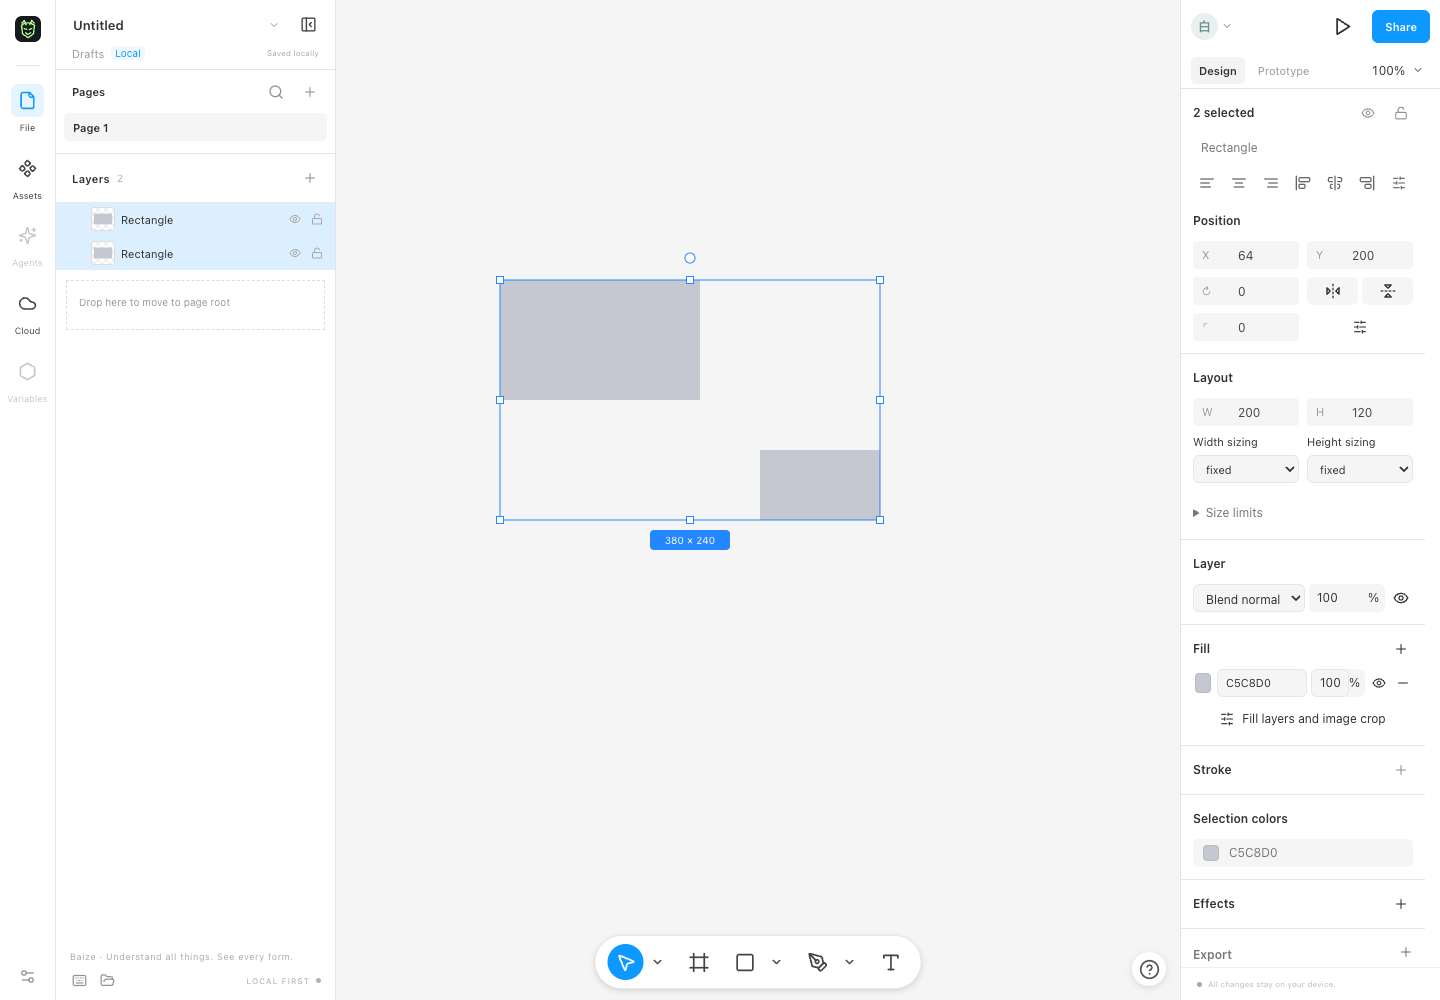 Untitled
Drafts Local Saved locally
File
Assets
Agents
Cloud
Variables
Pages
Page 1
Layers 2
Rectangle
Rectangle
Drop here to move to page root
Baize · Understand all things. See every form.
LOCAL FIRST
380 × 240
白
Share
Design Prototype 100%
2 selected
Rectangle
Position
X 64 Y 200
0
0
Layout
W 200 H 120
Width sizing Height sizing
fixed fixed
Size limits
Layer
Blend normal 100 %
Fill
C5C8D0 100 %
Fill layers and image crop
Stroke
Selection colors
C5C8D0
Effects
Export
All changes stay on your device.